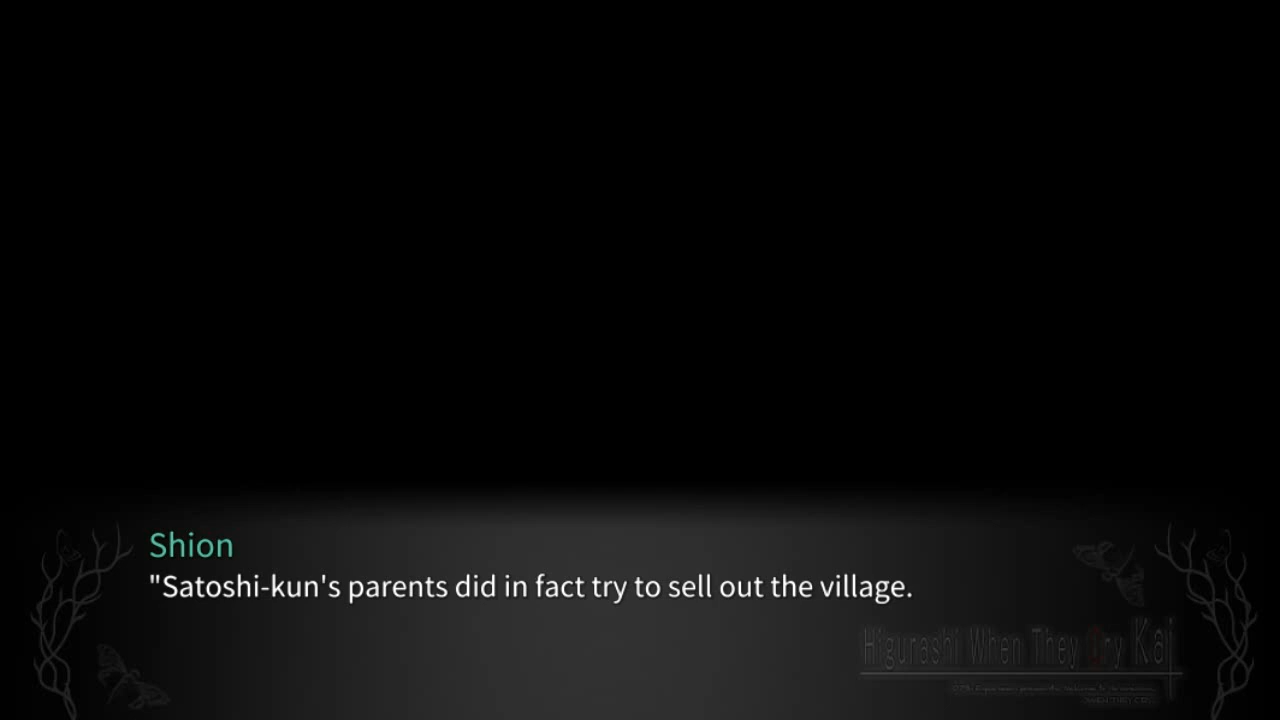 Shion
"Satoshi-kun's parents did in fact try to sell out the village.
Higurashi When They Cry Kai